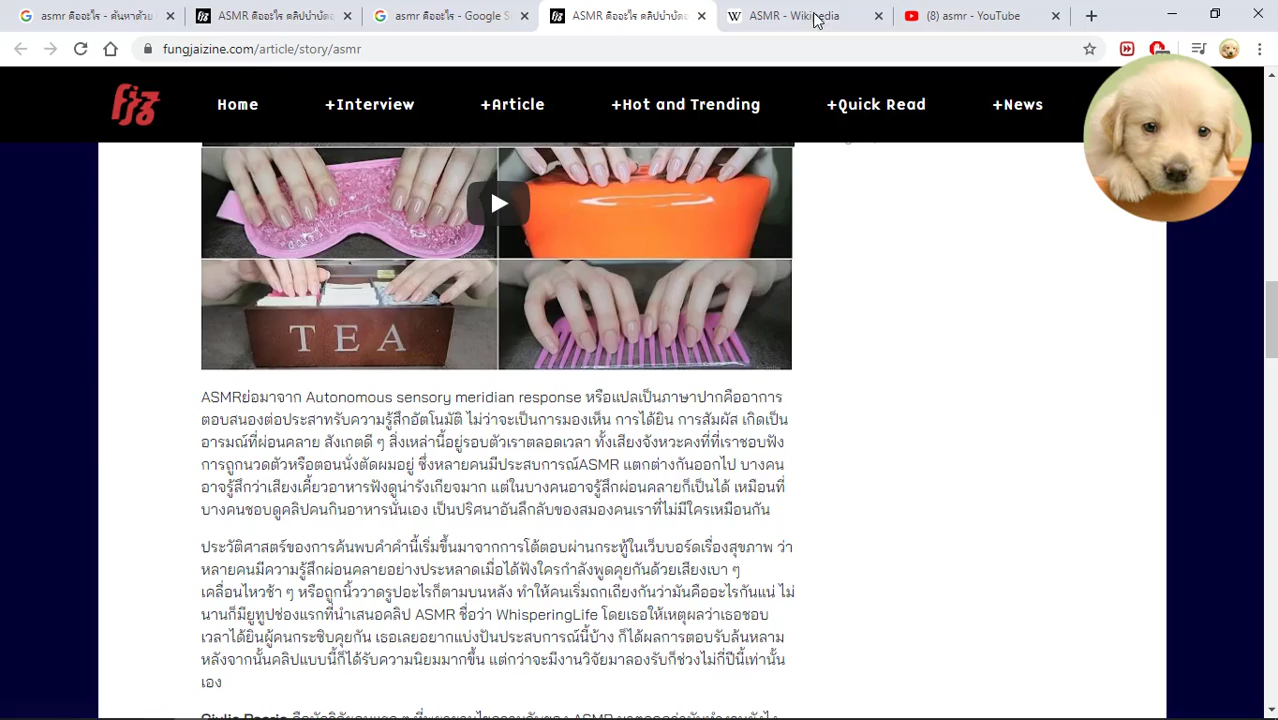 asmr คืออะไร - ค้นหาด้วย
ASMR คืออะไร คลิปบำบัด
asmr คืออะไร - Google S
ASMR คืออะไร คลิปบำบัด
ASMR - Wikipedia
(8) asmr - YouTube
fungjaizine.com/article/story/asmr
fjz
Home
+Interview
+Article
+Hot and Trending
+Quick Read
+News
TEA
ASMRย่อมาจาก Autonomous sensory meridian response หรือแปลเป็นภาษาปากคืออาการ
ตอบสนองต่อประสาทรับความรู้สึกอัตโนมัติ ไม่ว่าจะเป็นการมองเห็น การได้ยิน การสัมผัส เกิดเป็น
อารมณ์ที่ผ่อนคลาย สังเกตดี ๆ สิ่งเหล่านี้อยู่รอบตัวเราตลอดเวลา ทั้งเสียงจังหวะคงที่ที่เราชอบฟัง
การถูกนวดตัวหรือตอนนั่งตัดผมอยู่ ซึ่งหลายคนมีประสบการณ์ASMR แตกต่างกันออกไป บางคน
อาจรู้สึกว่าเสียงเคี้ยวอาหารฟังดูน่ารังเกียจมาก แต่ในบางคนอาจรู้สึกผ่อนคลายก็เป็นได้ เหมือนที่
บางคนชอบดูคลิปคนกินอาหารนั่นเอง เป็นปริศนาอันลึกลับของสมองคนเราที่ไม่มีใครเหมือนกัน
ประวัติศาสตร์ของการค้นพบคำคำนี้เริ่มขึ้นมาจากการโต้ตอบผ่านกระทู้ในเว็บบอร์ดเรื่องสุขภาพ ว่า
หลายคนมีความรู้สึกผ่อนคลายอย่างประหลาดเมื่อได้ฟังใครกำลังพูดคุยกันด้วยเสียงเบา ๆ
เคลื่อนไหวช้า ๆ หรือถูกนิ้ววาดรูปอะไรก็ตามบนหลัง ทำให้คนเริ่มถกเถียงกันว่ามันคืออะไรกันแน่ ไม่
นานก็มียูทูปช่องแรกที่นำเสนอคลิป ASMR ชื่อว่า WhisperingLife โดยเธอให้เหตุผลว่าเธอชอบ
เวลาได้ยินผู้คนกระซิบคุยกัน เธอเลยอยากแบ่งปันประสบการณ์นี้บ้าง ก็ได้ผลการตอบรับล้นหลาม
หลังจากนั้นคลิปแบบนี้ก็ได้รับความนิยมมากขึ้น แต่กว่าจะมีงานวิจัยมาลองรับก็ช่วงไม่กี่ปีนี้เท่านั้น
เอง